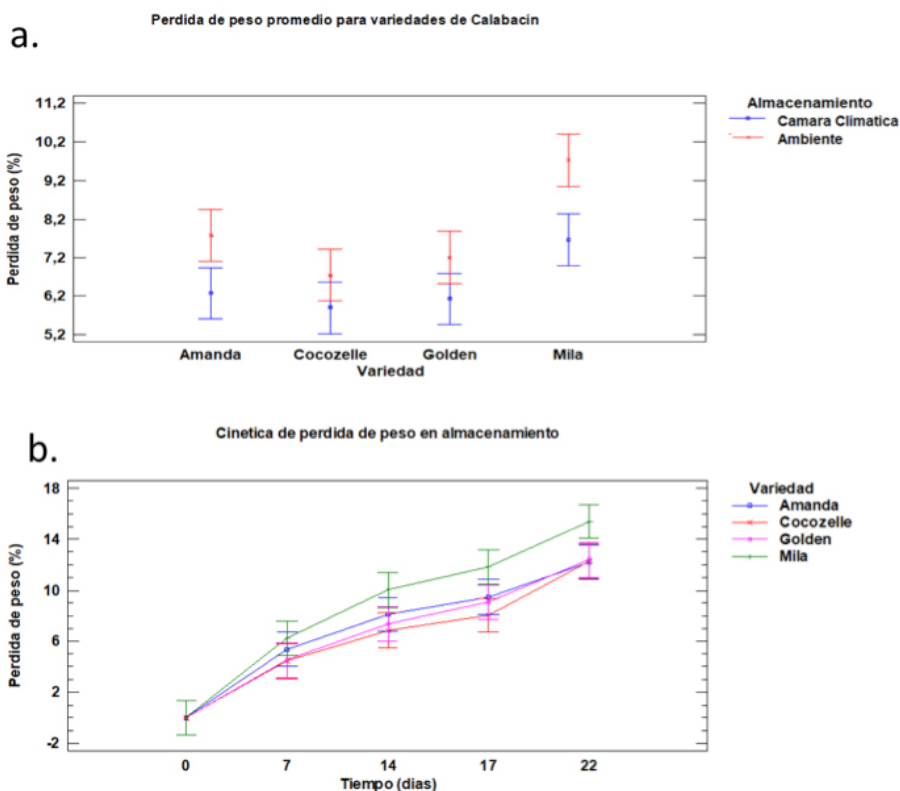 a.
Perdida de peso promedio para variedades de Calabacin
Perdida de peso (%)
11,2
10,2
9,2
8,2
7,2
6,2
5,2
Amanda Cocozelle Golden Mila
Variedad
Almacenamiento
Camara Climatica
Ambiente
b.
Cinetica de perdida de peso en almacenamiento
Perdida de peso (%)
18
14
10
6
2
-2
0 7 14 17 22
Tiempo (dias)
Variedad
Amanda
Cocozelle
Golden
Mila